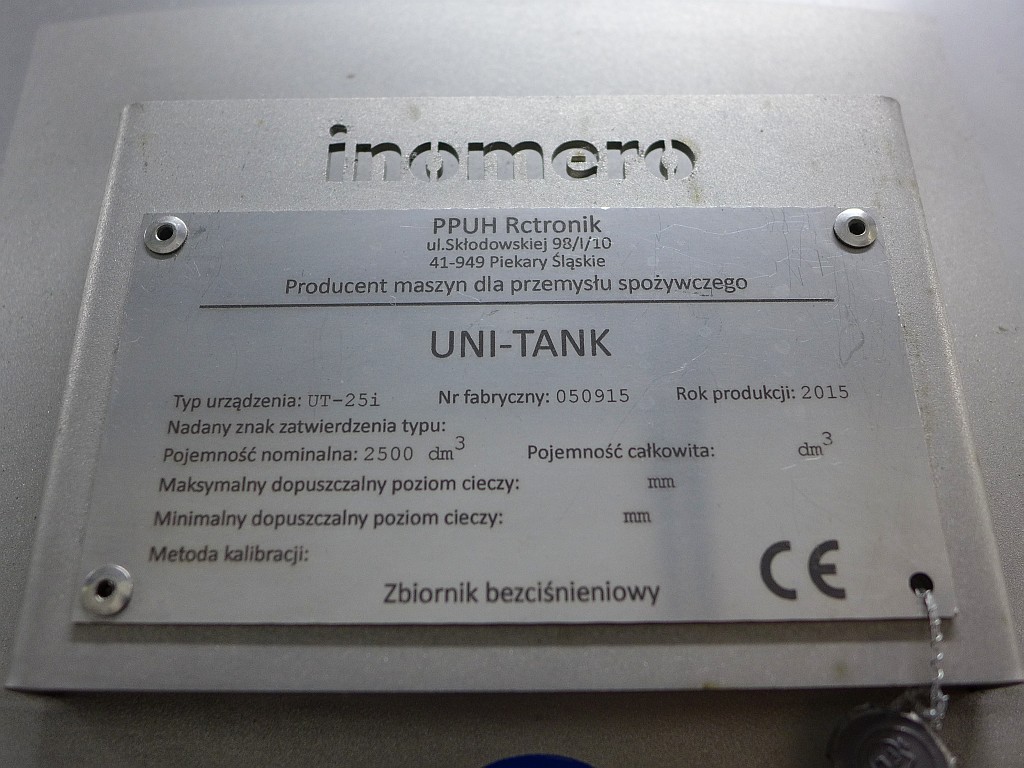 inomero
PPUH Rctronik
ul.Skłodowskiej 98/I/10
41-949 Piekary Śląskie
Producent maszyn dla przemysłu spożywczego
UNI-TANK
Typ urządzenia: UT-25i Nr fabryczny: 050915 Rok produkcji: 2015
Nadany znak zatwierdzenia typu:
Pojemność nominalna: 2500 dm³ Pojemność całkowita: dm³
Maksymalny dopuszczalny poziom cieczy: mm
Minimalny dopuszczalny poziom cieczy: mm
Metoda kalibracji:
CE
Zbiornik bezciśnieniowy